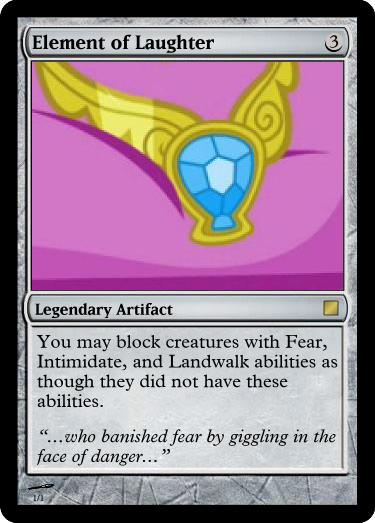 Element of Laughter 3
Legendary Artifact
You may block creatures with Fear,
Intimidate, and Landwalk abilities as
though they did not have these
abilities.
“...who banished fear by giggling in the
face of danger...”
1/1